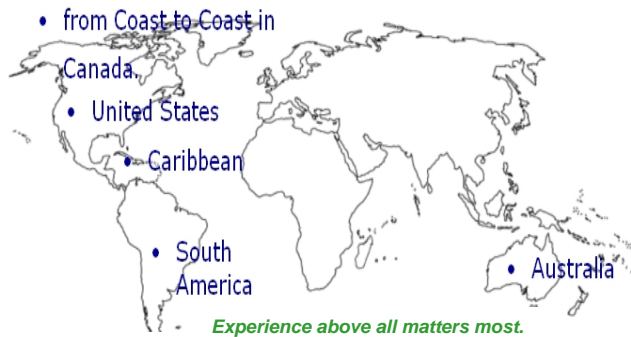 • from Coast to Coast in
Canada.
• United States
• Caribbean
• South
America
• Australia
Experience above all matters most.